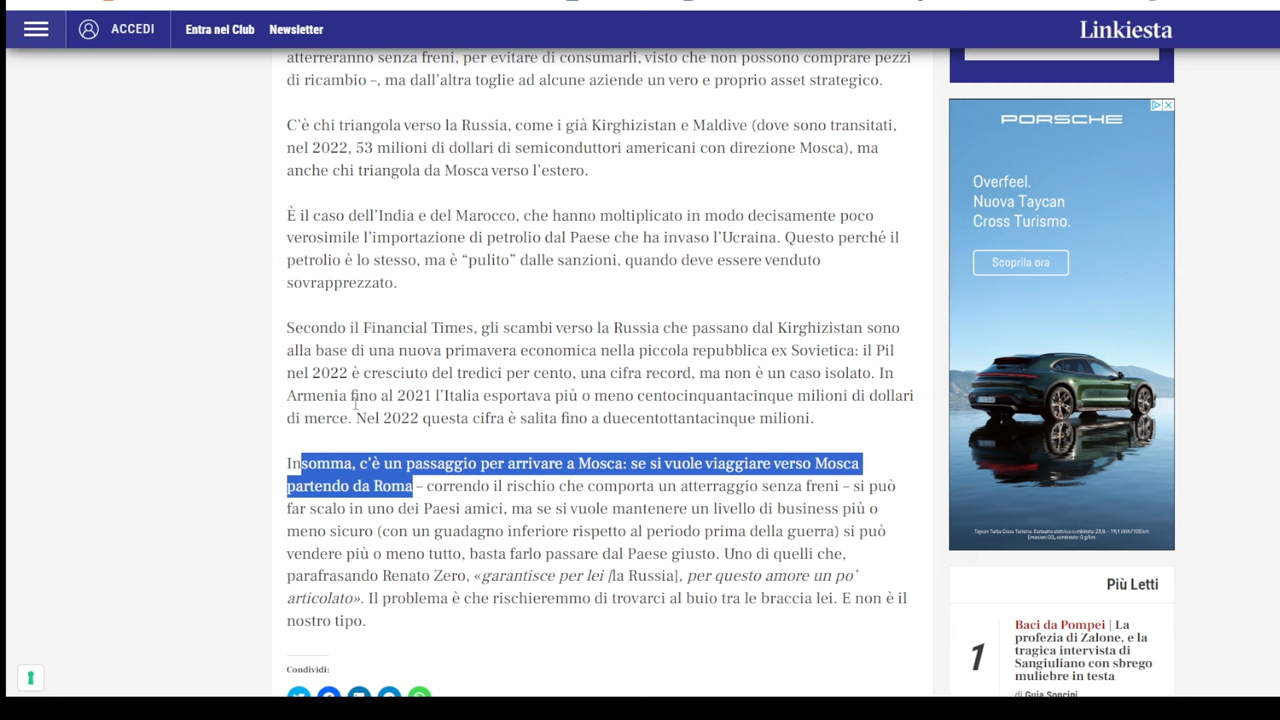 ACCEDI
Entra nel Club
Newsletter
Linkiesta
atterreranno senza freni, per evitare di consumarli, visto che non possono comprare pezzi
di ricambio –, ma dall’altra toglie ad alcune aziende un vero e proprio asset strategico.
C’è chi triangola verso la Russia, come i già Kirghizistan e Maldive (dove sono transitati,
nel 2022, 53 milioni di dollari di semiconduttori americani con direzione Mosca), ma
anche chi triangola da Mosca verso l’estero.
È il caso dell’India e del Marocco, che hanno moltiplicato in modo decisamente poco
verosimile l’importazione di petrolio dal Paese che ha invaso l’Ucraina. Questo perché il
petrolio è lo stesso, ma è “pulito” dalle sanzioni, quando deve essere venduto
sovrapprezzato.
Secondo il Financial Times, gli scambi verso la Russia che passano dal Kirghizistan sono
alla base di una nuova primavera economica nella piccola repubblica ex Sovietica: il Pil
nel 2022 è cresciuto del tredici per cento, una cifra record, ma non è un caso isolato. In
Armenia fino al 2021 l’Italia esportava più o meno centocinquantacinque milioni di dollari
di merce. Nel 2022 questa cifra è salita fino a duecentottantacinque milioni.
Insomma, c’è un passaggio per arrivare a Mosca: se si vuole viaggiare verso Mosca
partendo da Roma – correndo il rischio che comporta un atterraggio senza freni – si può
far scalo in uno dei Paesi amici, ma se si vuole mantenere un livello di business più o
meno sicuro (con un guadagno inferiore rispetto al periodo prima della guerra) si può
vendere più o meno tutto, basta farlo passare dal Paese giusto. Uno di quelli che,
parafrasando Renato Zero, «garantisce per lei [la Russia], per questo amore un po’
articolato». Il problema è che rischieremmo di trovarci al buio tra le braccia lei. E non è il
nostro tipo.
Condividi:
PORSCHE
Overfeel.
Nuova Taycan
Cross Turismo.
Scoprila ora
Più Letti
1
Baci da Pompei | La
profezia di Zalone, e la
tragica intervista di
Sangiuliano con sbrego
muliebre in testa
di Guia Soncini